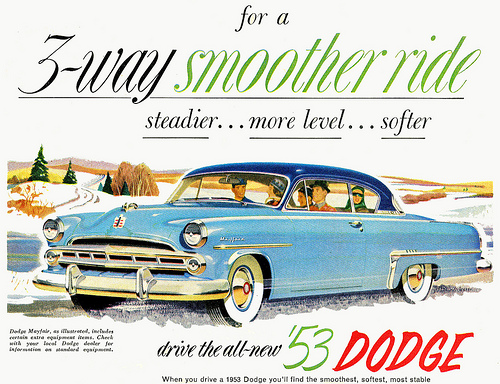 for a
3-way smoother ride
steadier...more level...softer
Mayfair
Dodge Mayfair, as illustrated, includes
certain extra equipment items. Check
with your local Dodge dealer for
information on standard equipment.
drive the all-new '53 DODGE
When you drive a 1953 Dodge you'll find the smoothest, softest, most stable